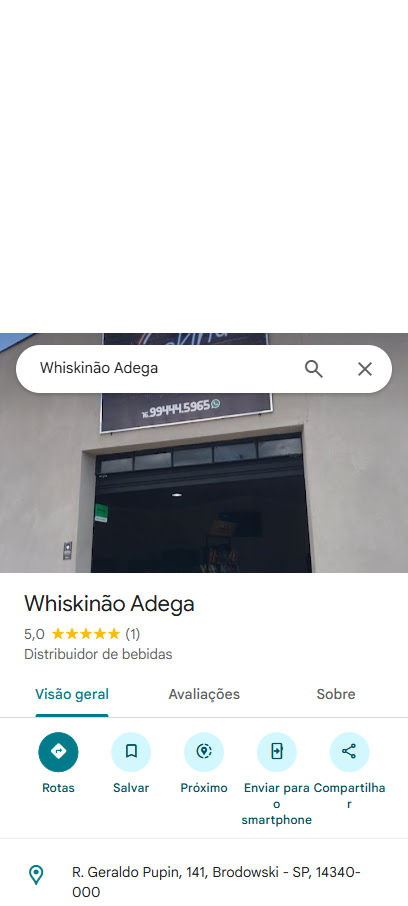 Whiskinão Adega
16 99444.5965
Whiskinão Adega
5,0 (1)
Distribuidor de bebidas
Visão geral
Avaliações
Sobre
Rotas
Salvar
Próximo
Enviar para
o
smartphone
Compartilha
r
R. Geraldo Pupin, 141, Brodowski - SP, 14340-
000